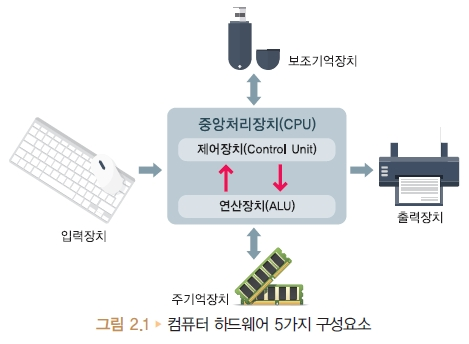 보조기억장치
중앙처리장치(CPU)
제어장치(Control Unit)
연산장치(ALU)
입력장치
출력장치
주기억장치
그림 2.1 ▸ 컴퓨터 하드웨어 5가지 구성요소